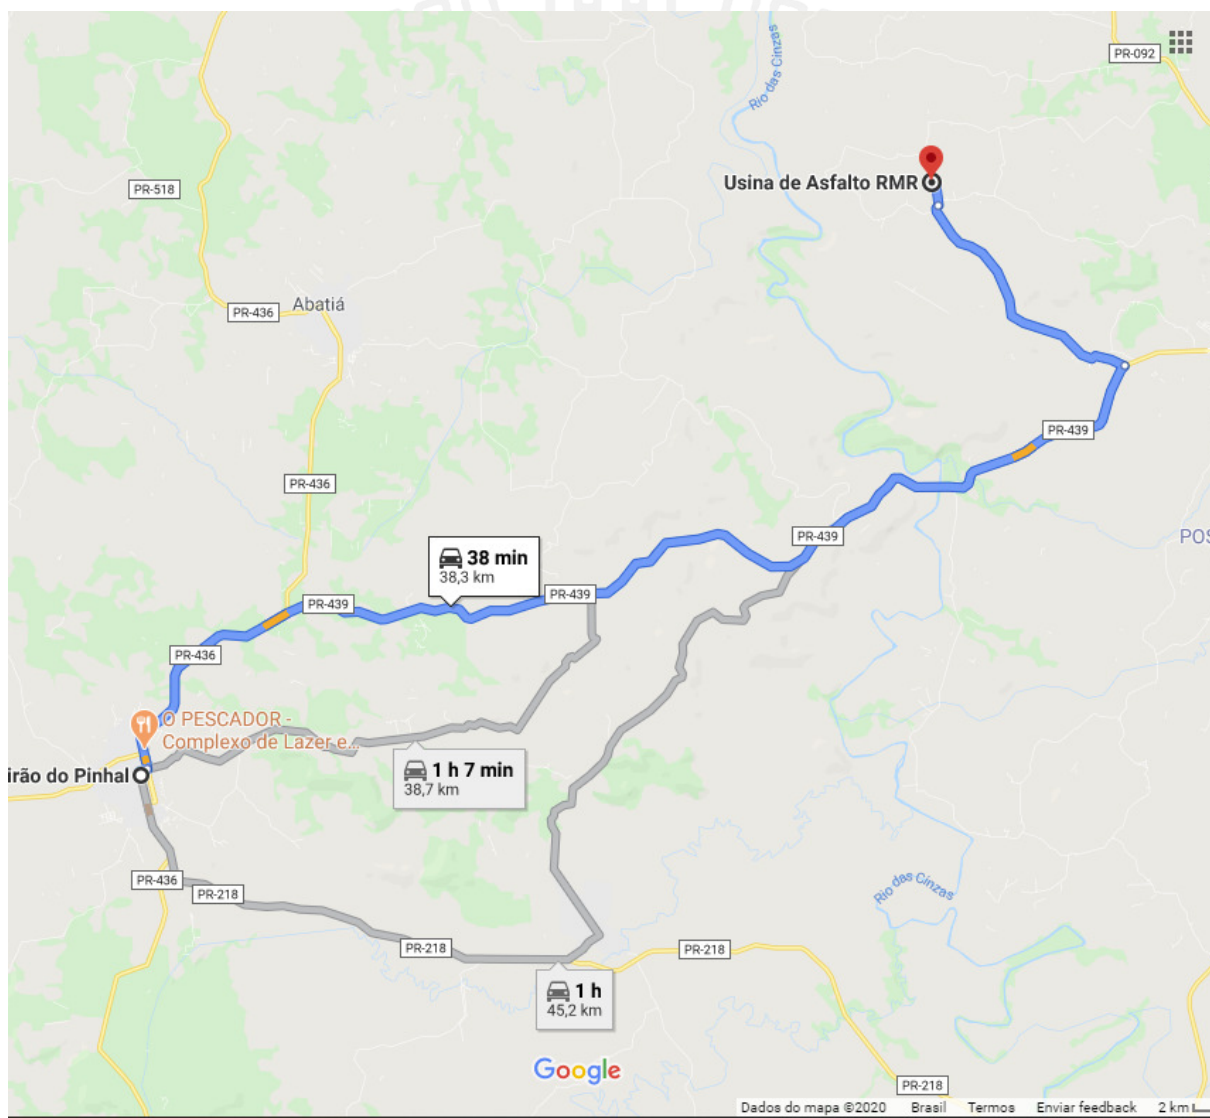 PR-092
Rio das Cinzas
Usina de Asfalto RMR
PR-518
Abatiá
PR-436
PR-439
PR-436
PR-439
POS
38 min
38,3 km
PR-439
PR-439
PR-436
O PESCADOR -
Complexo de Lazer e...
irão do Pinhal
1 h 7 min
38,7 km
PR-436
PR-218
Rio das Cinzas
PR-218
PR-218
1 h
45,2 km
Google
PR-218
Dados do mapa ©2020 Brasil Termos Enviar feedback 2 km